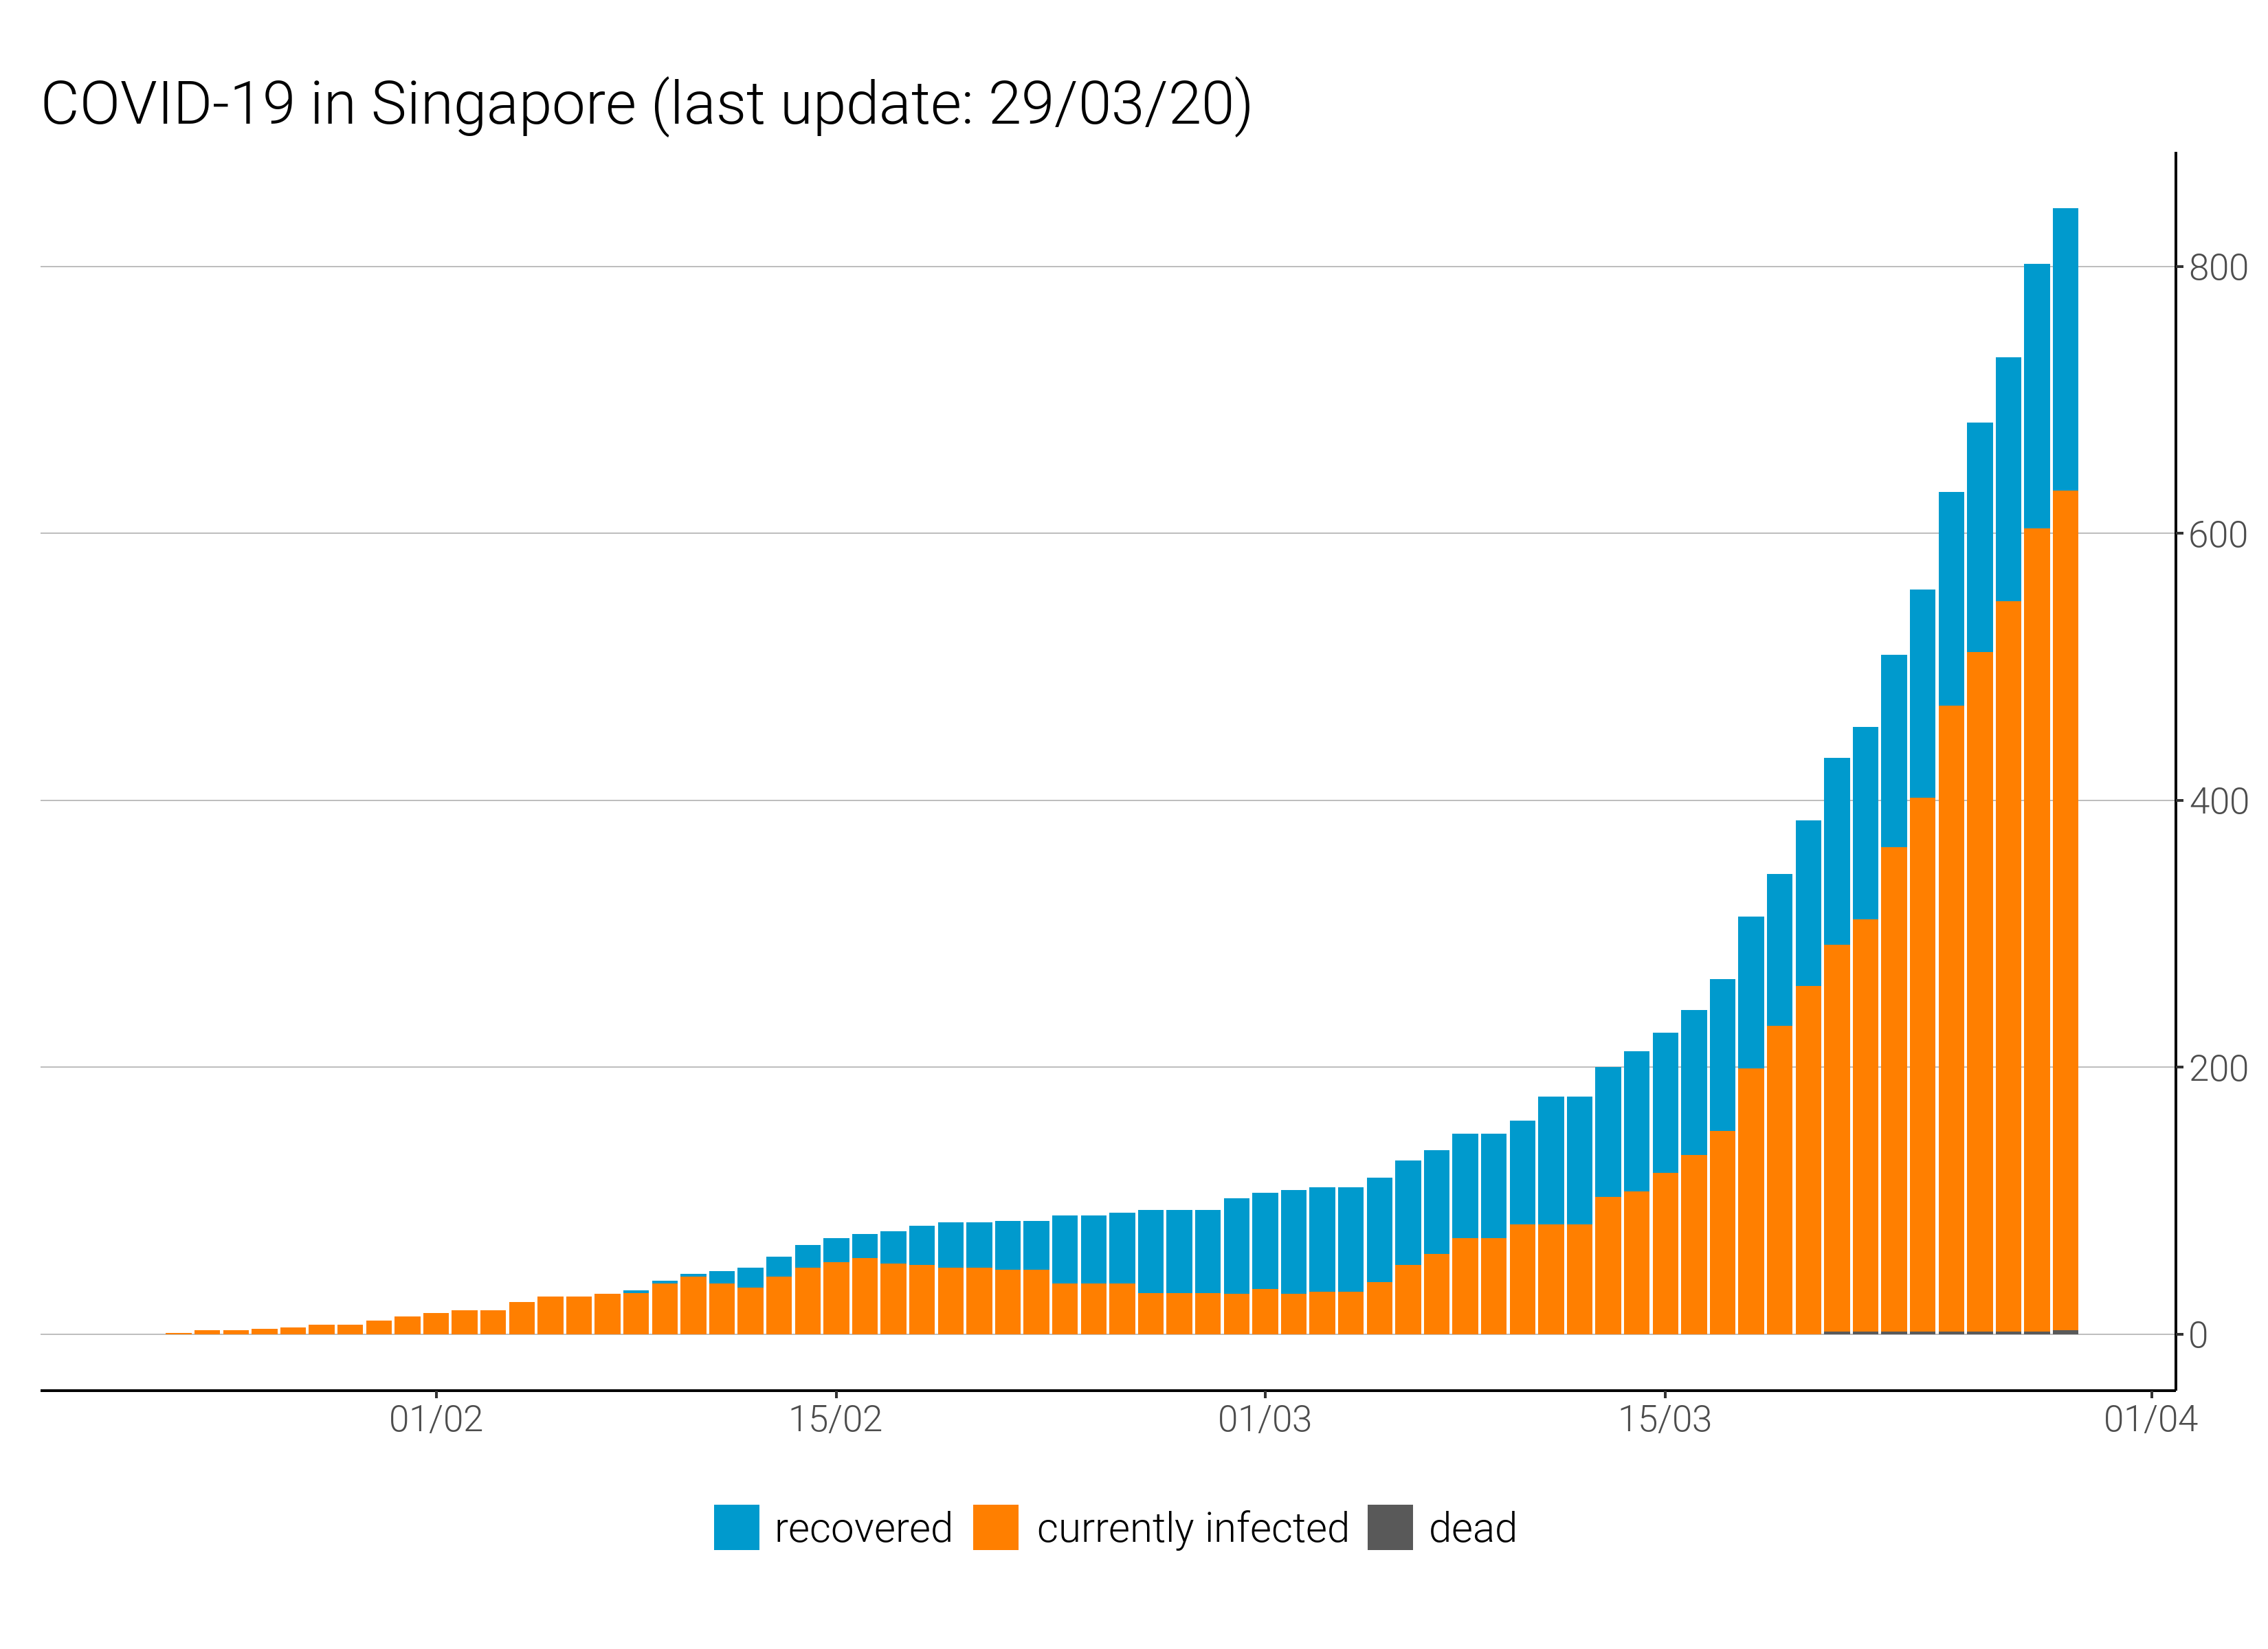 COVID-19 in Singapore (last update: 29/03/20)
800
600
400
200
0
01/02 15/02 01/03 15/03 01/04
recovered currently infected dead